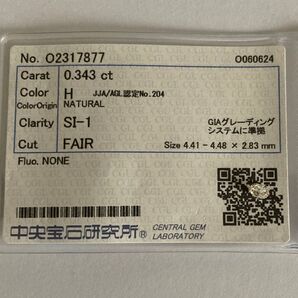 No. O2317877 O060624
Carat 0.343 ct
Color H JJA/AGL認定No.204
ColorOrigin NATURAL
Clarity SI-1 GIAグレーディング
システムに準拠
Cut FAIR Size 4.41 - 4.48 × 2.83 mm
Fluo. NONE
中央宝石研究所® CENTRAL GEM
LABORATORY